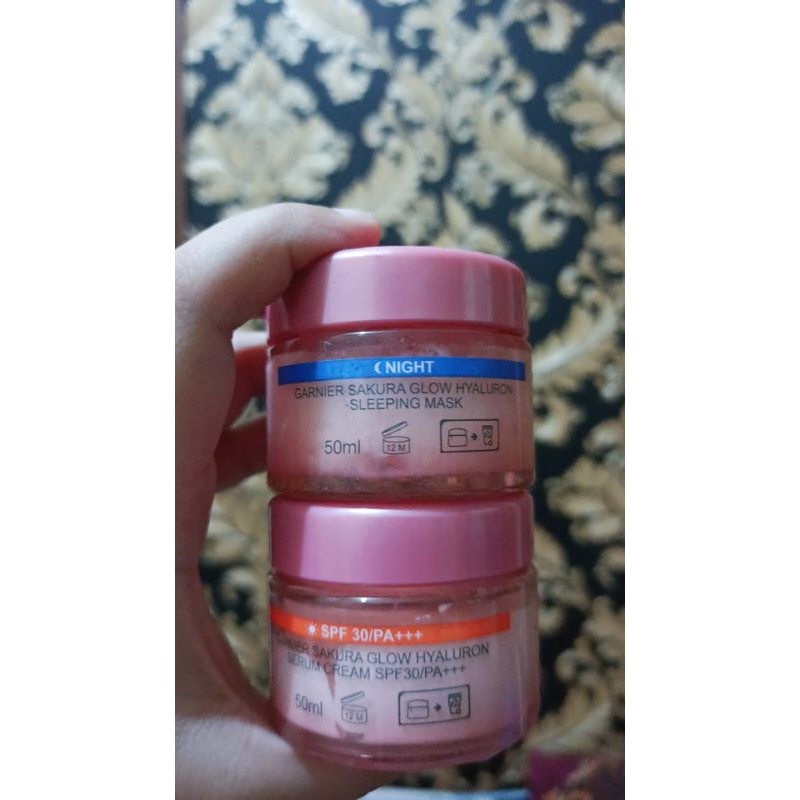 NIGHT
GARNIER SAKURA GLOW HYALURON
-SLEEPING MASK
50ml
12 M
SPF 30/PA+++
GARNIER SAKURA GLOW HYALURON
SERUM CREAM SPF30/PA+++
50ml
12 M